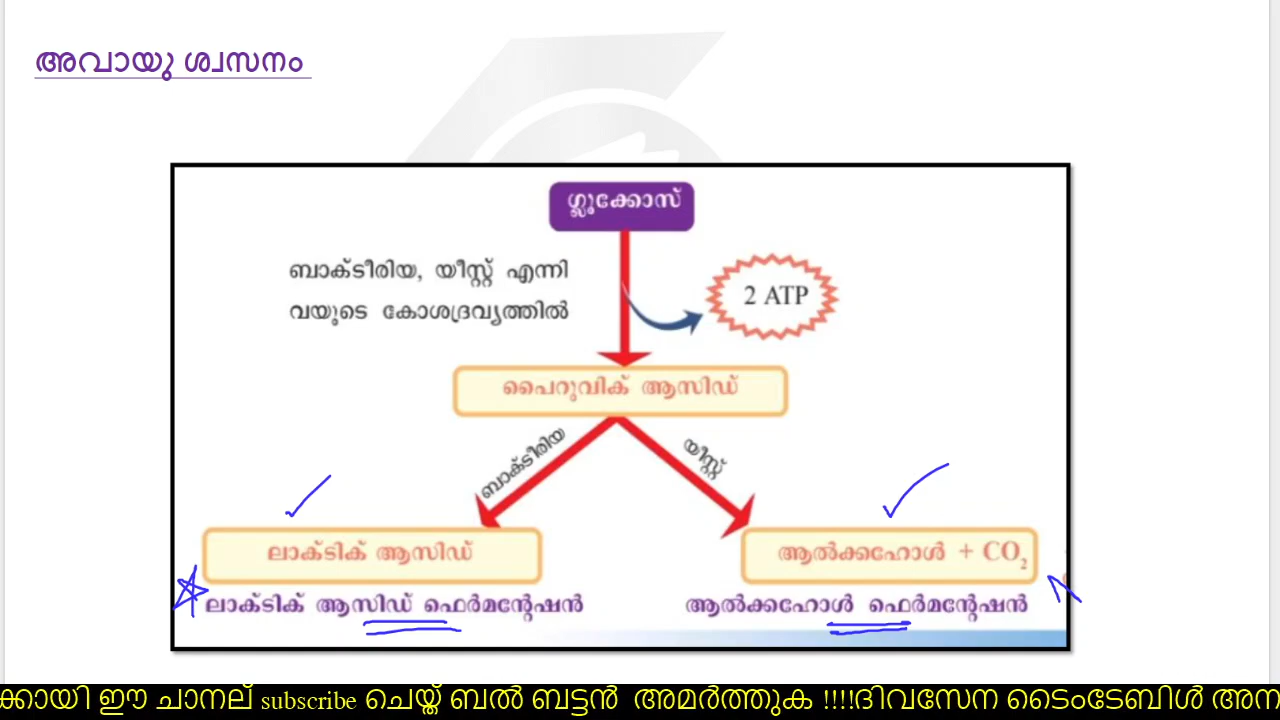 അവായു ശ്വസനം
ഗ്ലൂക്കോസ്
ബാക്ടീരിയ, യീസ്റ്റ് എന്നി
വയുടെ കോശദ്രവ്യത്തിൽ
2 ATP
പൈറുവിക് ആസിഡ്
ബാക്ടീരിയ
യീസ്റ്റ്
ലാക്ടിക് ആസിഡ്
ആൽക്കഹോൾ + CO₂
ലാക്ടിക് ആസിഡ് ഫെർമന്റേഷൻ
ആൽക്കഹോൾ ഫെർമന്റേഷൻ
ക്കായി ഈ ചാനല് subscribe ചെയ്ത് ബൽ ബട്ടൻ അമർത്തുക !!!!ദിവസേന ടൈംടേബിൾ അന